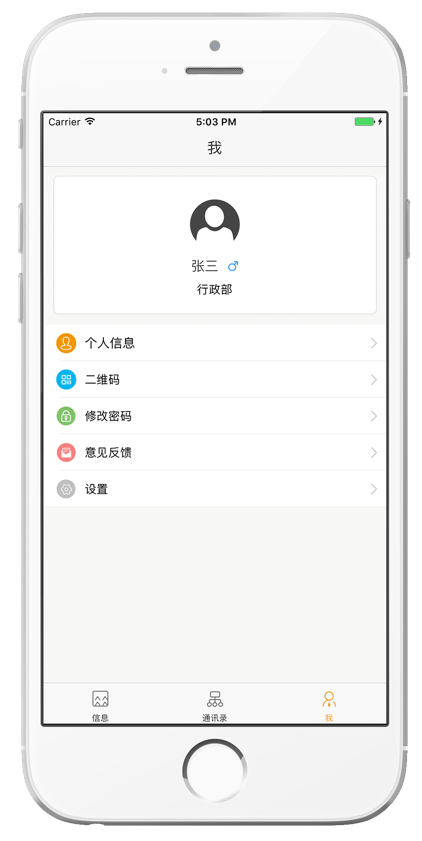 Carrier 5:03 PM
我
张三 ♂
行政部
个人信息
二维码
修改密码
意见反馈
设置
信息 通讯录 我